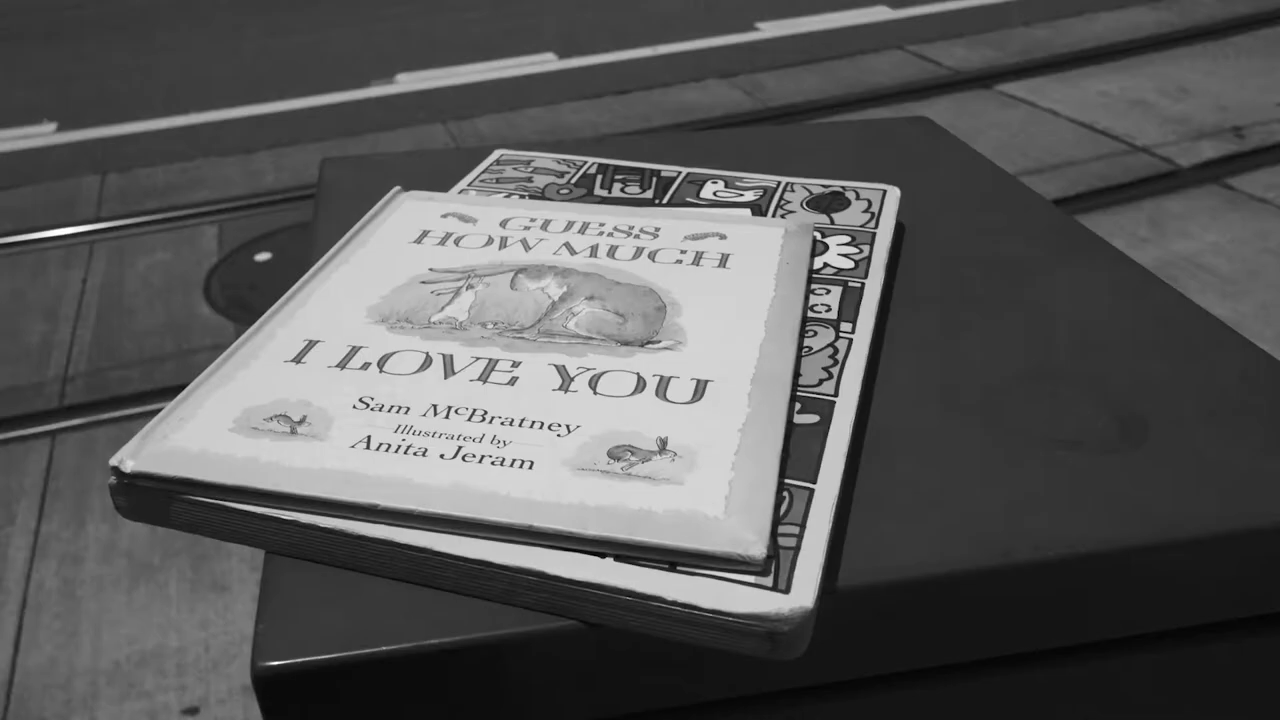 GUESS
HOW MUCH
I LOVE YOU
Sam McBratney
Illustrated by
Anita Jeram